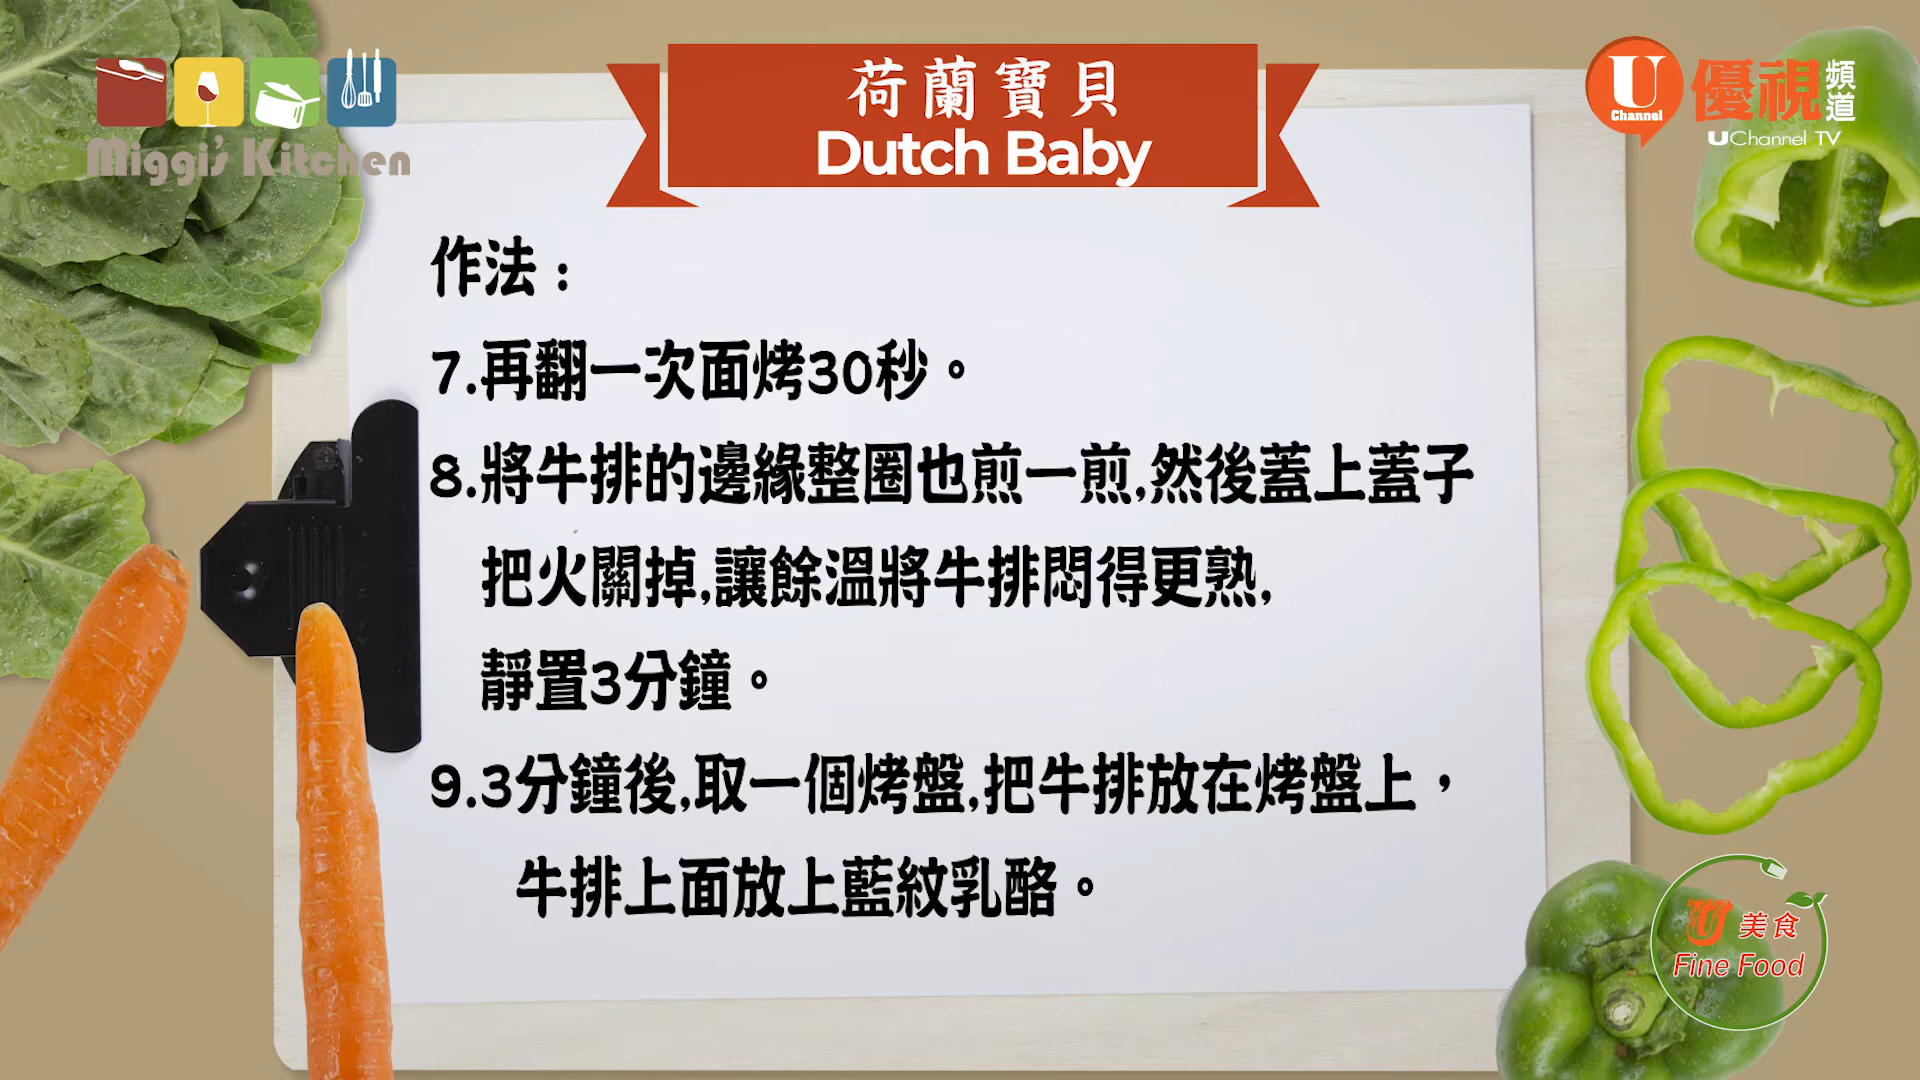 Miggi's Kitchen
荷蘭寶貝
Dutch Baby
U Channel 優視頻道
UChannel TV
作法：
7.再翻一次面烤30秒。
8.將牛排的邊緣整圈也煎一煎,然後蓋上蓋子
把火關掉,讓餘溫將牛排悶得更熟,
靜置3分鐘。
9.3分鐘後,取一個烤盤,把牛排放在烤盤上，
牛排上面放上藍紋乳酪。
U 美食
Fine Food